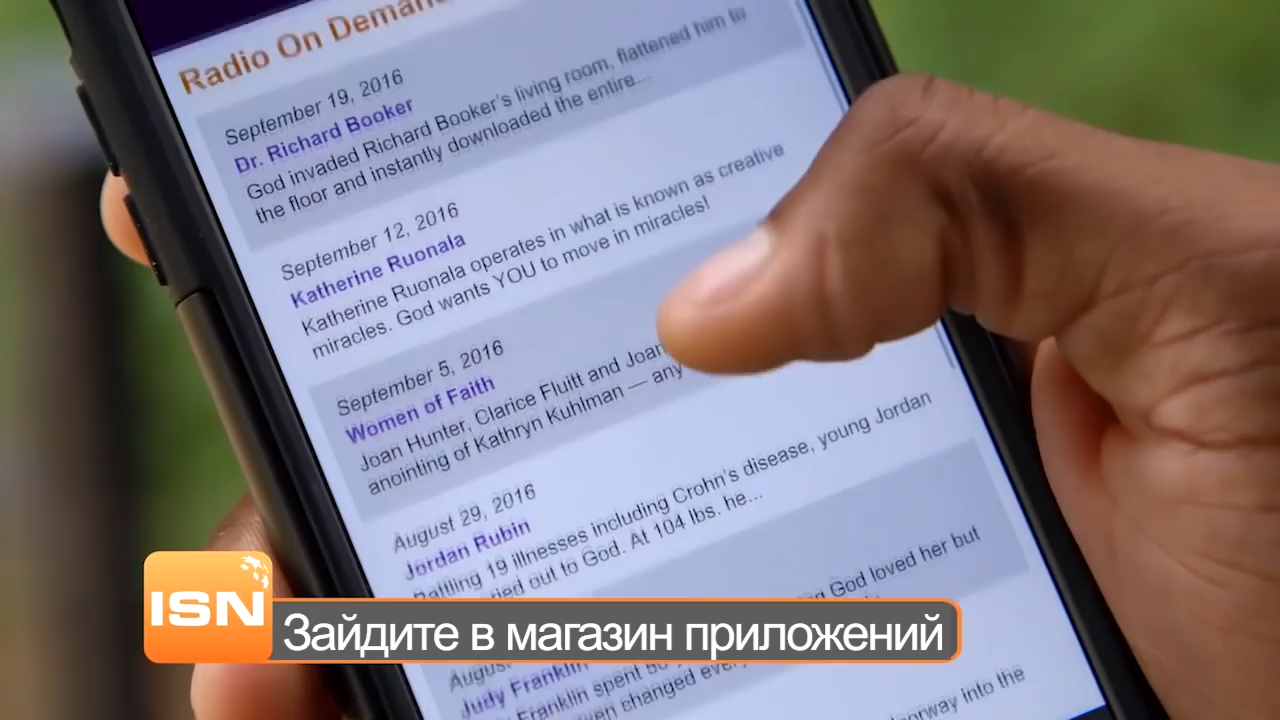 Radio On Demand
September 19, 2016
Dr. Richard Booker
God invaded Richard Booker's living room, flattened him to
the floor and instantly downloaded the entire...
September 12, 2016
Katherine Ruonala
Katherine Ruonala operates in what is known as creative
miracles. God wants YOU to move in miracles!
September 5, 2016
Women of Faith
Joan Hunter, Clarice Fluitt and Joan
anointing of Kathryn Kuhlman — any
August 29, 2016
Jordan Rubin
Battling 19 illnesses including Crohn's disease, young Jordan
ried out to God. At 104 lbs. he...
God loved her but
ISN
Зайдите в магазин приложений
August
Judy Franklin
Franklin spent
changed
into the